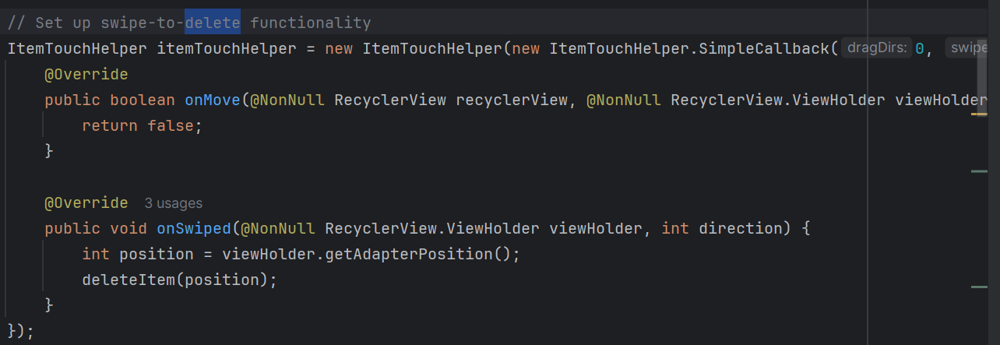 // Set up swipe-to-delete functionality
ItemTouchHelper itemTouchHelper = new ItemTouchHelper(new ItemTouchHelper.SimpleCallback( dragDirs: 0, swipe
@Override
public boolean onMove(@NonNull RecyclerView recyclerView, @NonNull RecyclerView.ViewHolder viewHolder
return false;
}
@Override 3 usages
public void onSwiped(@NonNull RecyclerView.ViewHolder viewHolder, int direction) {
int position = viewHolder.getAdapterPosition();
deleteItem(position);
}
});